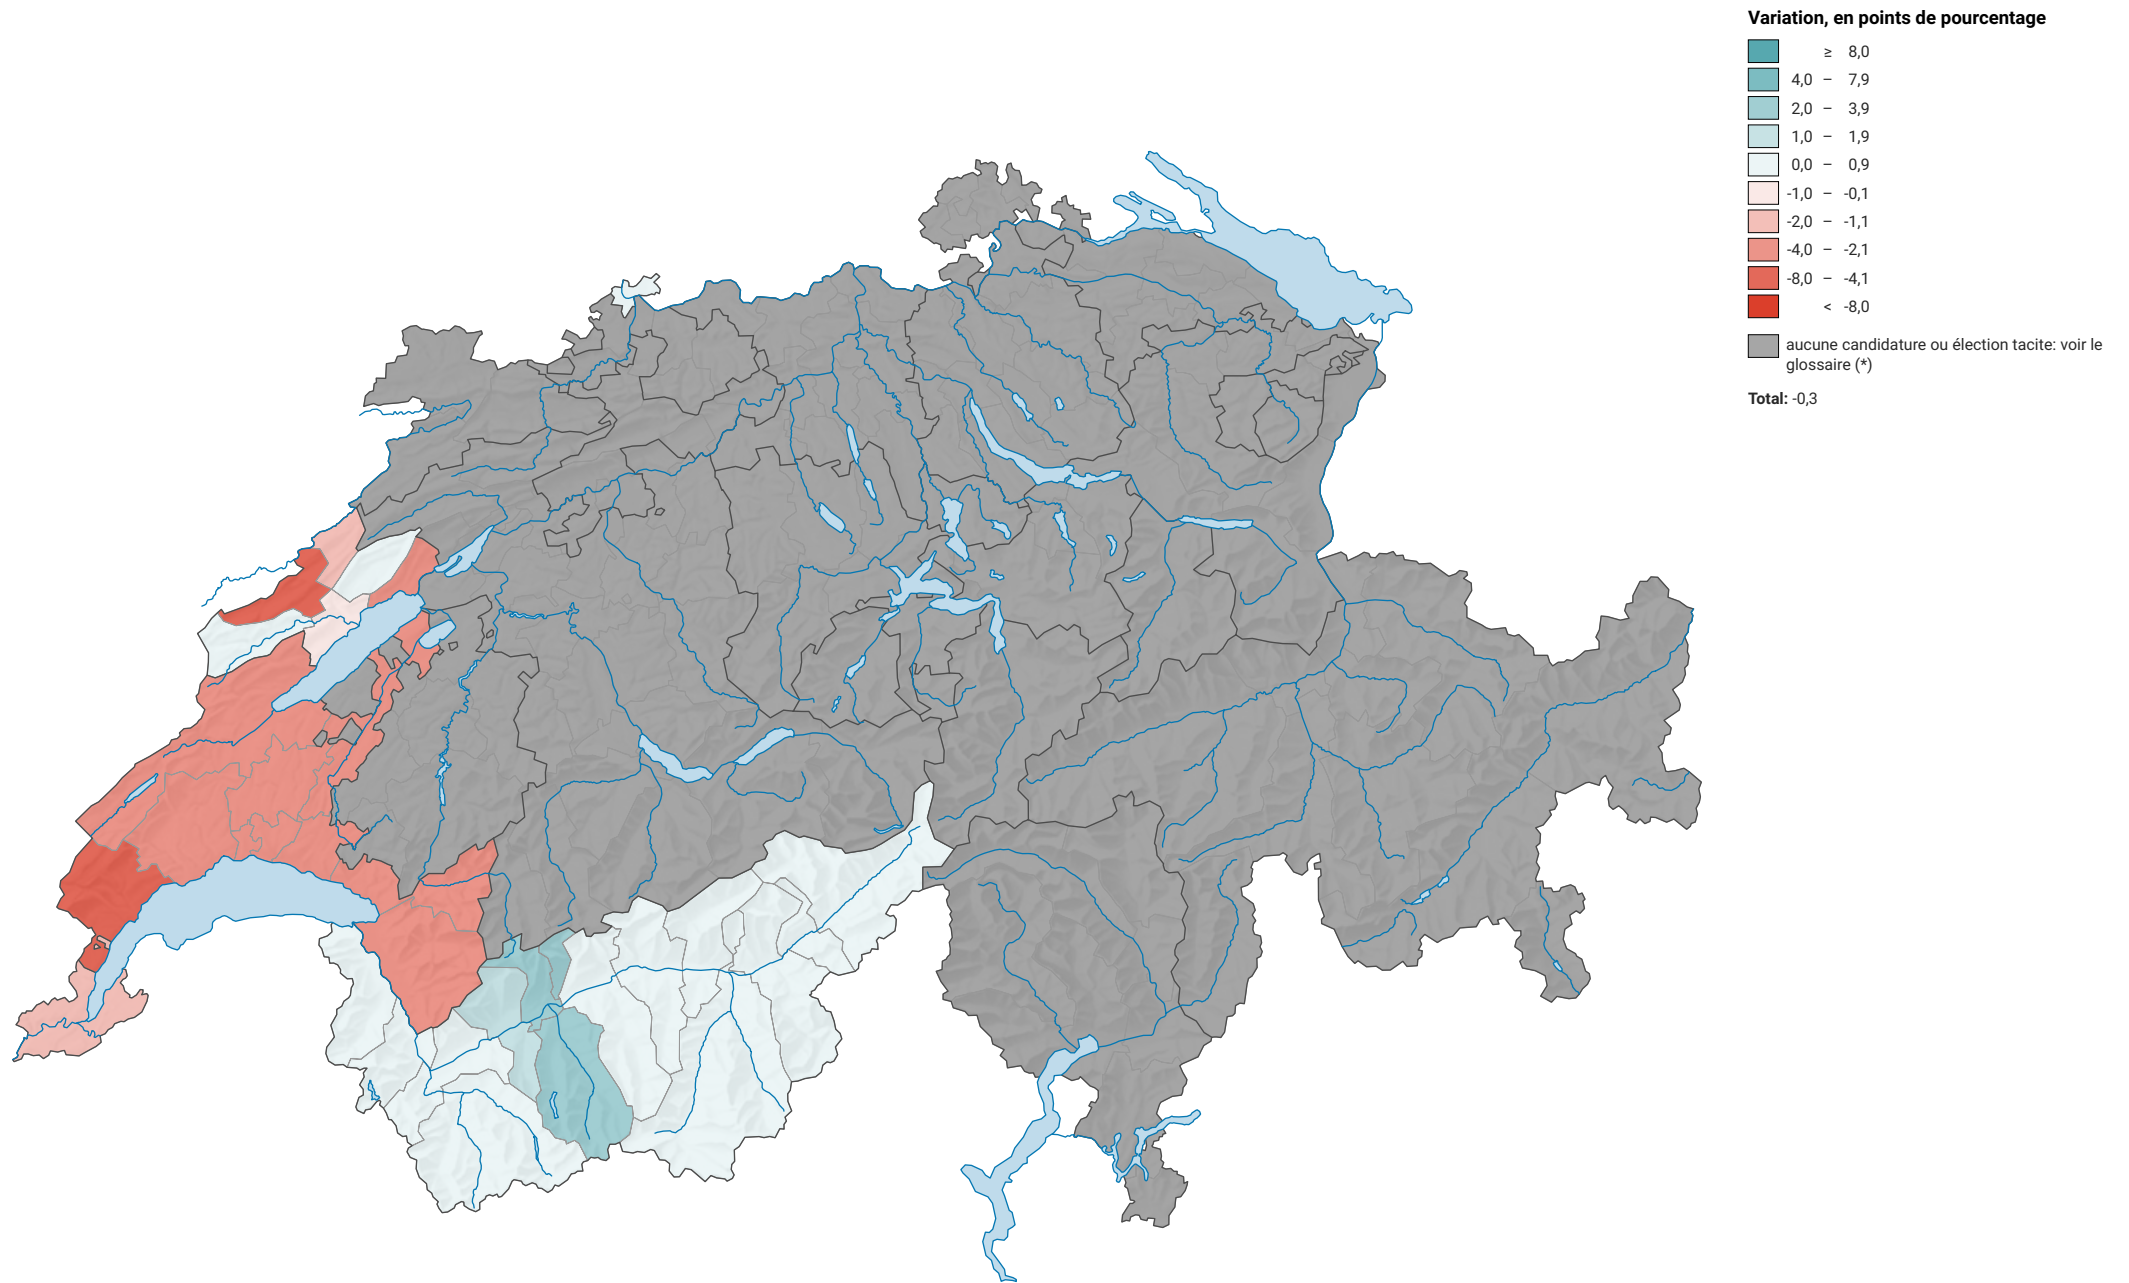 Variation, en points de pourcentage
≥ 8,0
4,0 – 7,9
2,0 – 3,9
1,0 – 1,9
0,0 – 0,9
-1,0 – -0,1
-2,0 – -1,1
-4,0 – -2,1
-8,0 – -4,1
< -8,0
aucune candidature ou élection tacite: voir le
glossaire (*)
Total: -0,3